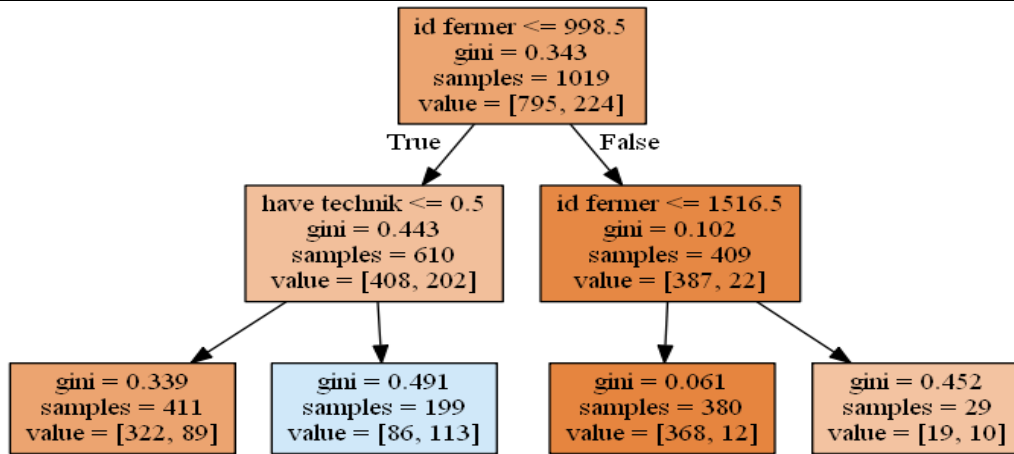 id fermer <= 998.5
gini = 0.343
samples = 1019
value = [795, 224]
True
False
have technik <= 0.5
gini = 0.443
samples = 610
value = [408, 202]
id fermer <= 1516.5
gini = 0.102
samples = 409
value = [387, 22]
gini = 0.339
samples = 411
value = [322, 89]
gini = 0.491
samples = 199
value = [86, 113]
gini = 0.061
samples = 380
value = [368, 12]
gini = 0.452
samples = 29
value = [19, 10]